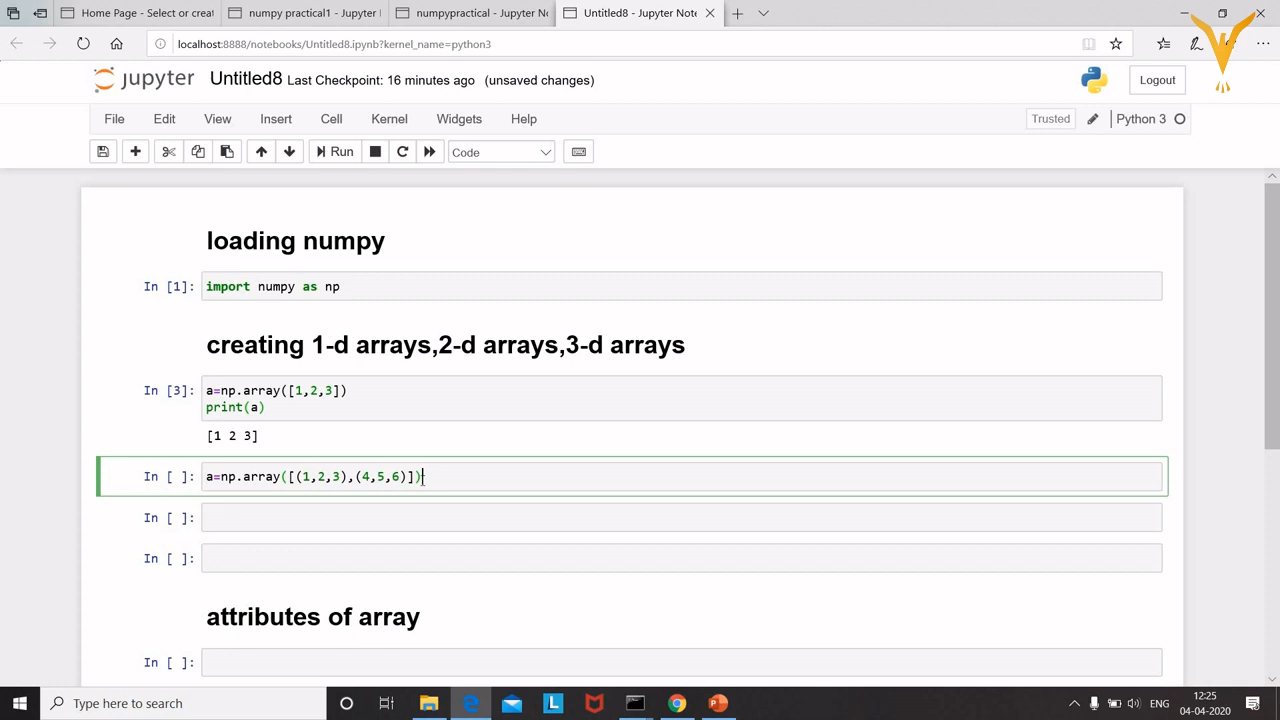 Home Page - Select or creat
numpy practical1 - Jupyter
numpypractical - Jupyter No
Untitled8 - Jupyter Note
localhost:8888/notebooks/Untitled8.ipynb?kernel_name=python3
jupyter Untitled8 Last Checkpoint: 16 minutes ago (unsaved changes)
Logout
File Edit View Insert Cell Kernel Widgets Help
Trusted
Python 3
Run
Code
loading numpy
In [1]: import numpy as np
creating 1-d arrays,2-d arrays,3-d arrays
In [3]: a=np.array([1,2,3])
print(a)
[1 2 3]
In [ ]: a=np.array([(1,2,3),(4,5,6)])
In [ ]:
In [ ]:
attributes of array
In [ ]:
Type here to search
L
ENG
12:25
04-04-2020